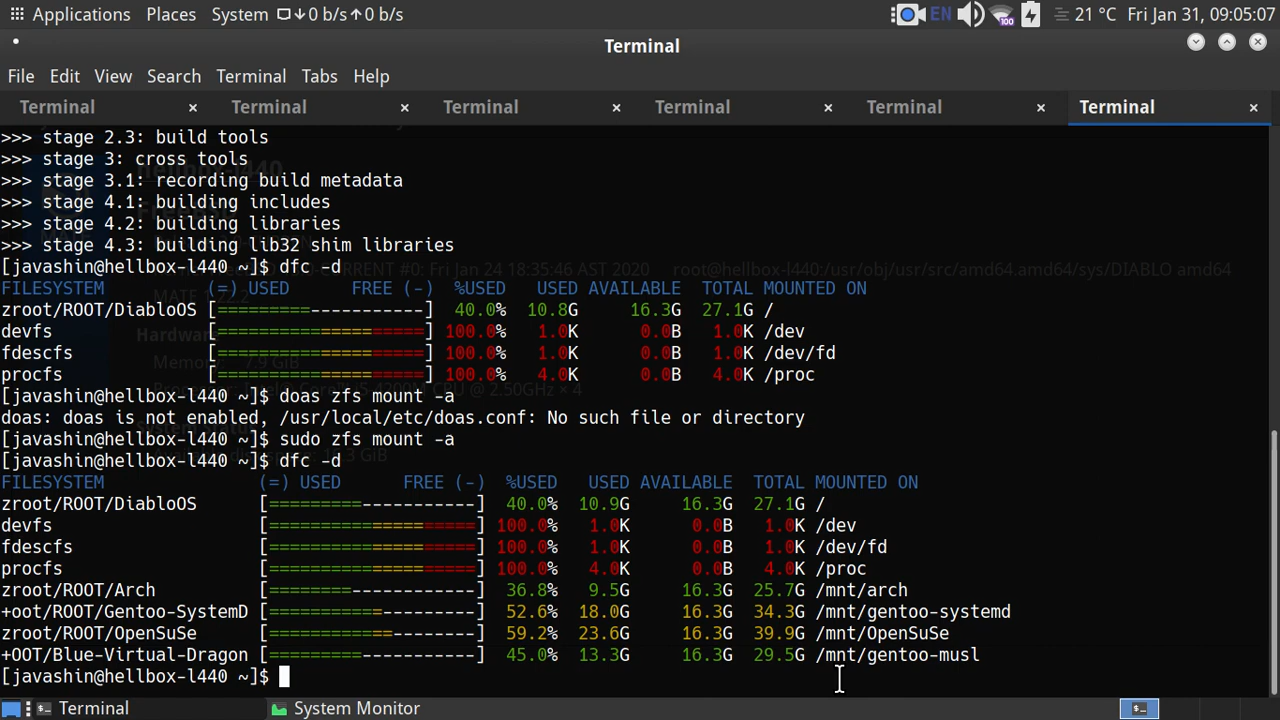 Applications Places System 0 b/s 0 b/s EN 100 21 °C Fri Jan 31, 09:05:07
Terminal
File Edit View Search Terminal Tabs Help
Terminal × Terminal × Terminal × Terminal × Terminal × Terminal ×
>>> stage 2.3: build tools
>>> stage 3: cross tools
>>> stage 3.1: recording build metadata
>>> stage 4.1: building includes
>>> stage 4.2: building libraries
>>> stage 4.3: building lib32 shim libraries
[javashin@hellbox-l440 ~]$ dfc -d
FILESYSTEM (=) USED FREE (-) %USED USED AVAILABLE TOTAL MOUNTED ON
zroot/ROOT/DiabloOS [=========-----------] 40.0% 10.8G 16.3G 27.1G /
devfs [====================] 100.0% 1.0K 0.0B 1.0K /dev
fdescfs [====================] 100.0% 1.0K 0.0B 1.0K /dev/fd
procfs [====================] 100.0% 4.0K 0.0B 4.0K /proc
[javashin@hellbox-l440 ~]$ doas zfs mount -a
doas: doas is not enabled, /usr/local/etc/doas.conf: No such file or directory
[javashin@hellbox-l440 ~]$ sudo zfs mount -a
[javashin@hellbox-l440 ~]$ dfc -d
FILESYSTEM (=) USED FREE (-) %USED USED AVAILABLE TOTAL MOUNTED ON
zroot/ROOT/DiabloOS [=========-----------] 40.0% 10.9G 16.3G 27.1G /
devfs [====================] 100.0% 1.0K 0.0B 1.0K /dev
fdescfs [====================] 100.0% 1.0K 0.0B 1.0K /dev/fd
procfs [====================] 100.0% 4.0K 0.0B 4.0K /proc
zroot/ROOT/Arch [========------------] 36.8% 9.5G 16.3G 25.7G /mnt/arch
+oot/ROOT/Gentoo-SystemD [===========---------] 52.6% 18.0G 16.3G 34.3G /mnt/gentoo-systemd
zroot/ROOT/OpenSuSe [============--------] 59.2% 23.6G 16.3G 39.9G /mnt/OpenSuSe
+OOT/Blue-Virtual-Dragon [=========-----------] 45.0% 13.3G 16.3G 29.5G /mnt/gentoo-musl
[javashin@hellbox-l440 ~]$
Terminal System Monitor